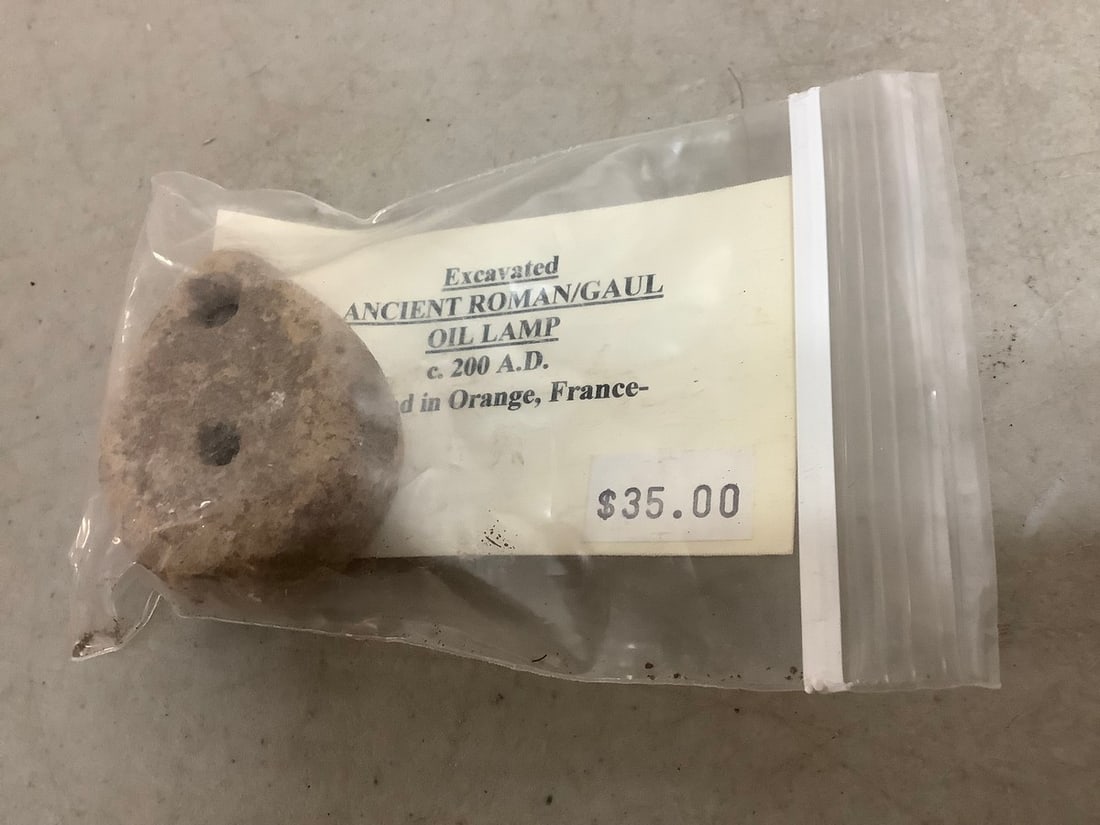 Excavated
ANCIENT ROMAN/GAUL
OIL LAMP
c. 200 A.D.
in Orange, France-
$35.00